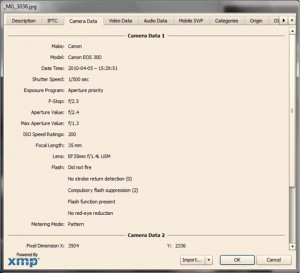 _MG_3036.jpg
Description IPTC Camera Data Video Data Audio Data Mobile SWF Categories Origin
Camera Data 1
Make: Canon
Model: Canon EOS 30D
Date Time: 2010-04-05 - 15:29:51
Shutter Speed: 1/500 sec
Exposure Program: Aperture priority
F-Stop: f/2.5
Aperture Value: f/2.4
Max Aperture Value: f/1.3
ISO Speed Ratings: 200
Focal Length: 35 mm
Lens: EF35mm f/1.4L USM
Flash: Did not fire
No strobe return detection (0)
Compulsory flash suppression (2)
Flash function present
No red-eye reduction
Metering Mode: Pattern
Camera Data 2
Pixel Dimension X: 3504 Y: 2336
Powered By
xmp
Import... OK Cancel